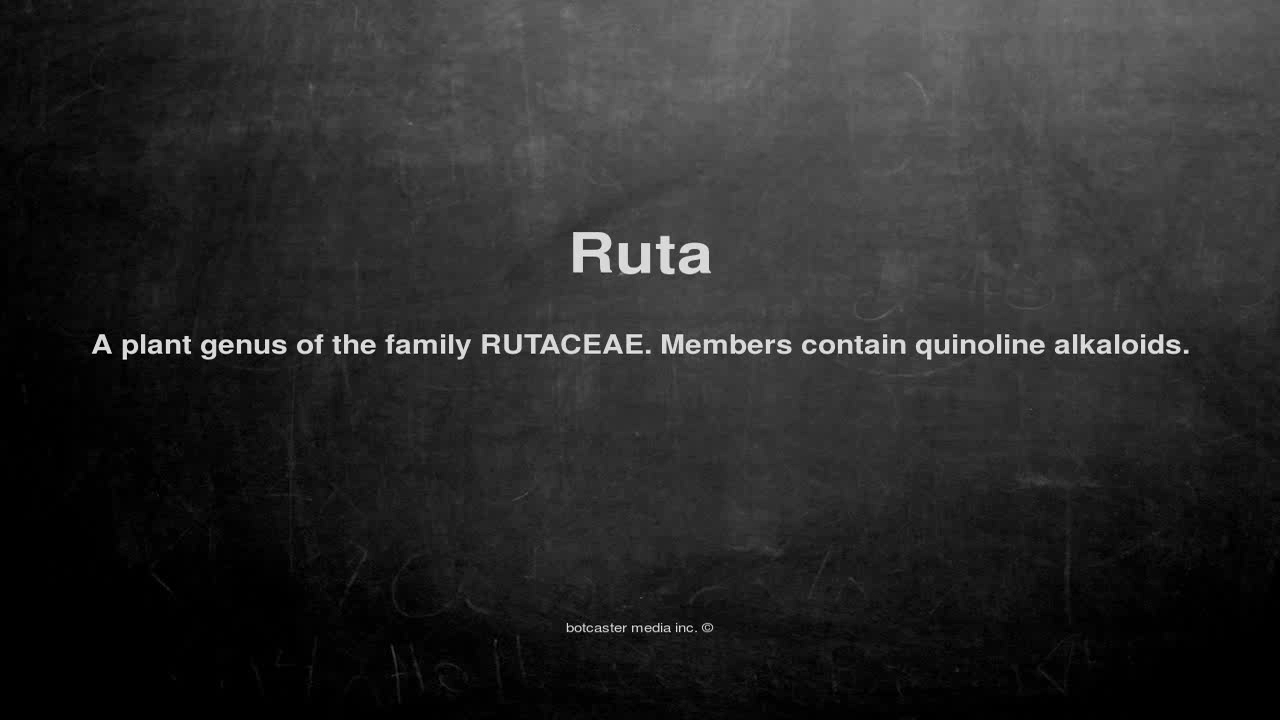 Ruta
A plant genus of the family RUTACEAE. Members contain quinoline alkaloids.
botcaster media inc. ©